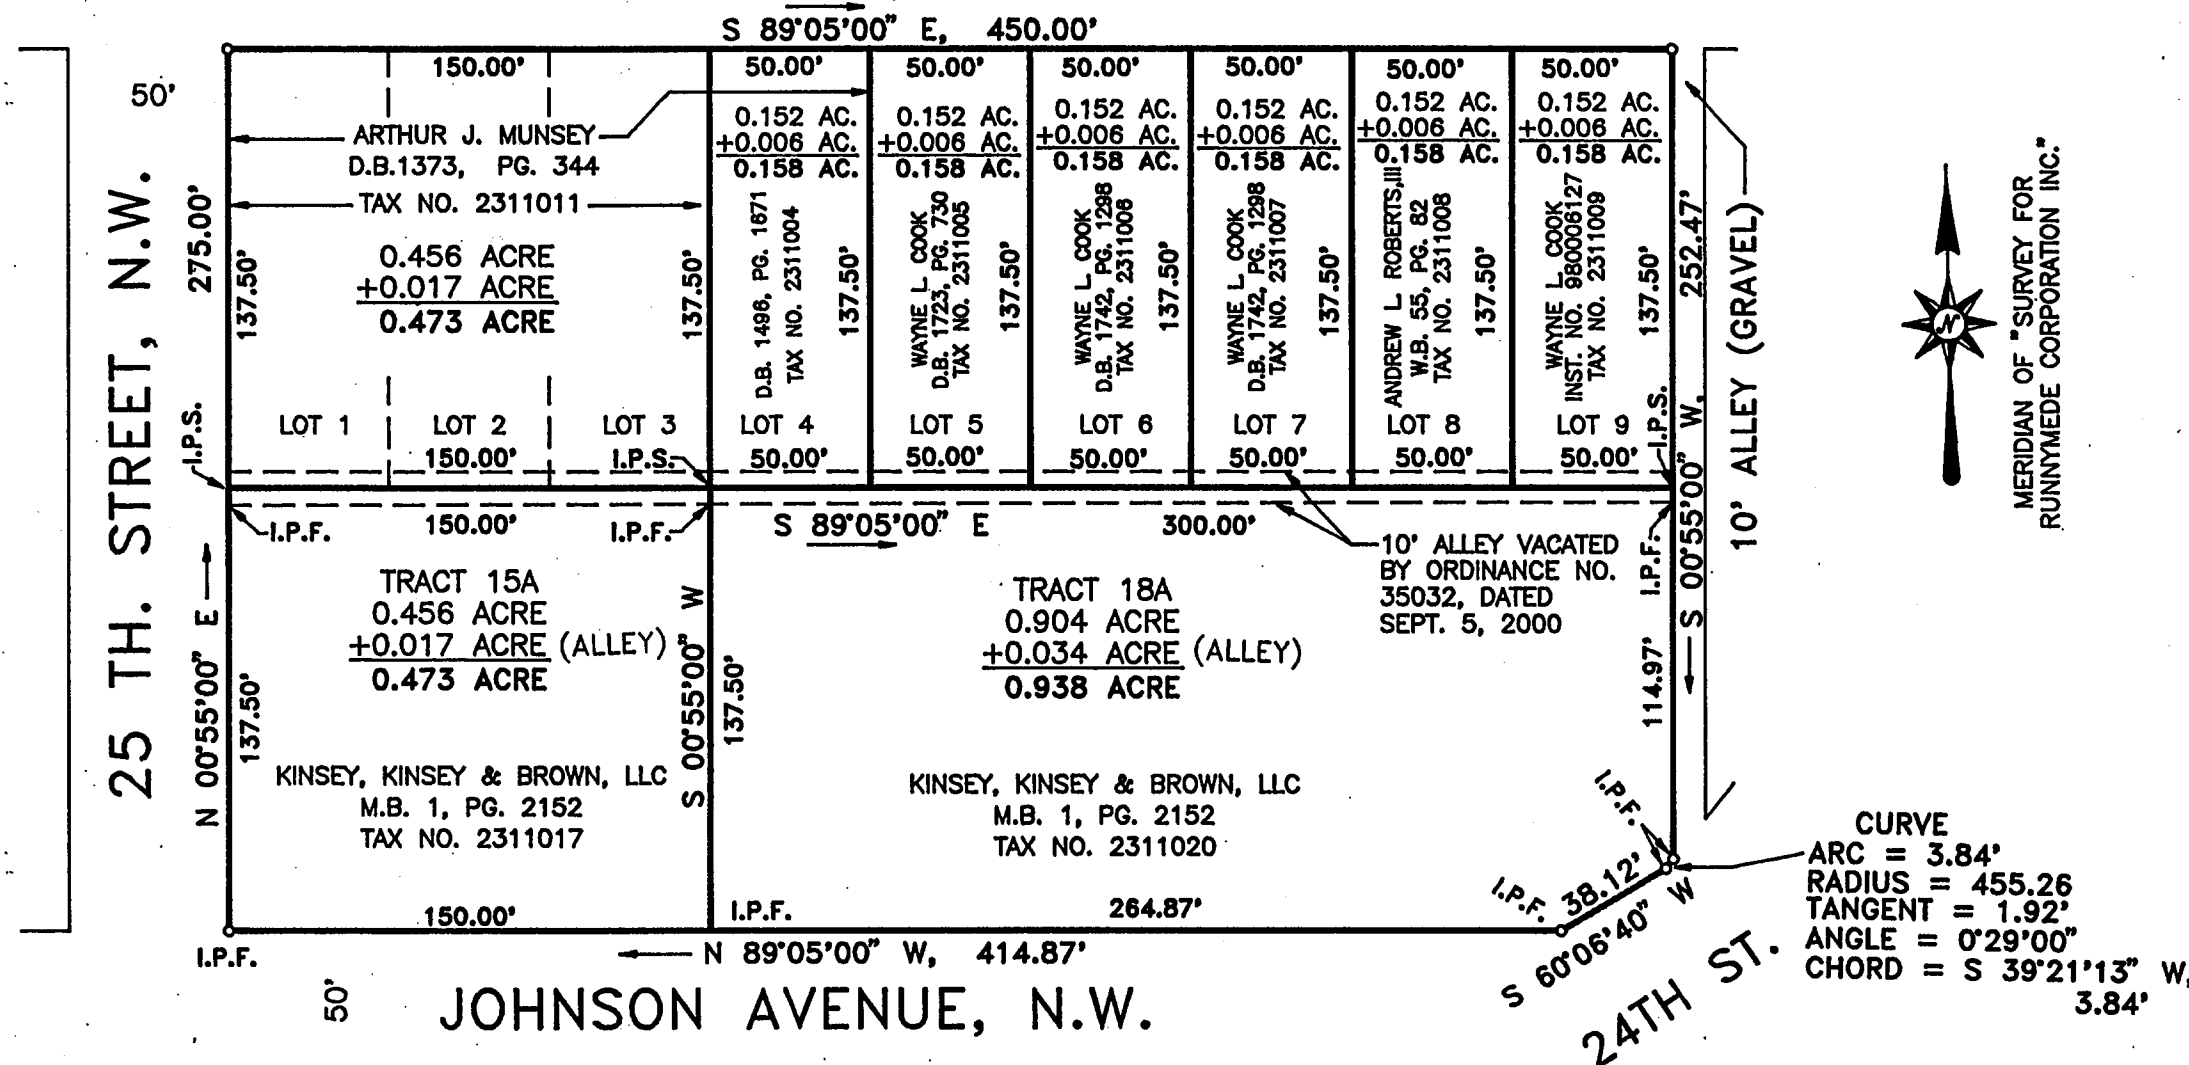 S 89°05'00" E, 450.00'
50'
150.00'
50.00'
50.00'
50.00'
50.00'
50.00'
50.00'
ARTHUR J. MUNSEY
D.B.1373, PG. 344
TAX NO. 2311011
0.456 ACRE
+0.017 ACRE
0.473 ACRE
275.00'
137.50'
137.50'
LOT 1
LOT 2
LOT 3
150.00'
I.P.S.
I.P.S.
0.152 AC.
+0.006 AC.
0.158 AC.
D.B. 1496, PG. 1671
TAX NO. 2311004
137.50'
LOT 4
50.00'
0.152 AC.
+0.006 AC.
0.158 AC.
WAYNE L. COOK
D.B. 1723, PG. 730
TAX NO. 2311005
137.50'
LOT 5
50.00'
0.152 AC.
+0.006 AC.
0.158 AC.
WAYNE L. COOK
D.B. 1742, PG. 1298
TAX NO. 2311006
137.50'
LOT 6
50.00'
0.152 AC.
+0.006 AC.
0.158 AC.
WAYNE L. COOK
D.B. 1742, PG. 1298
TAX NO. 2311007
137.50'
LOT 7
50.00'
0.152 AC.
+0.006 AC.
0.158 AC.
ANDREW L. ROBERTS,III
W.B. 55, PG. 82
TAX NO. 2311008
137.50'
LOT 8
50.00'
0.152 AC.
+0.006 AC.
0.158 AC.
WAYNE L. COOK
INST. NO. 980006127
TAX NO. 2311009
137.50'
LOT 9
50.00'
I.P.S.
S 00°55'00" W, 252.47'
10' ALLEY (GRAVEL)
MERIDIAN OF "SURVEY FOR
RUNNYMEDE CORPORATION INC."
N
25 TH. STREET, N.W.
N 00°55'00" E
I.P.F.
150.00'
I.P.F.
S 89°05'00" E
300.00'
10' ALLEY VACATED
BY ORDINANCE NO.
35032, DATED
SEPT. 5, 2000
I.P.F.
114.97'
TRACT 15A
0.456 ACRE
+0.017 ACRE (ALLEY)
0.473 ACRE
137.50'
S 00°55'00" W
137.50'
KINSEY, KINSEY & BROWN, LLC
M.B. 1, PG. 2152
TAX NO. 2311017
TRACT 18A
0.904 ACRE
+0.034 ACRE (ALLEY)
0.938 ACRE
KINSEY, KINSEY & BROWN, LLC
M.B. 1, PG. 2152
TAX NO. 2311020
I.P.F.
150.00'
I.P.F.
264.87'
I.P.F.
38.12'
I.P.F.
S 60°06'40" W
N 89°05'00" W, 414.87'
CURVE
ARC = 3.84'
RADIUS = 455.26
TANGENT = 1.92'
ANGLE = 0°29'00"
CHORD = S 39°21'13" W,
3.84'
50'
JOHNSON AVENUE, N.W.
24TH ST.